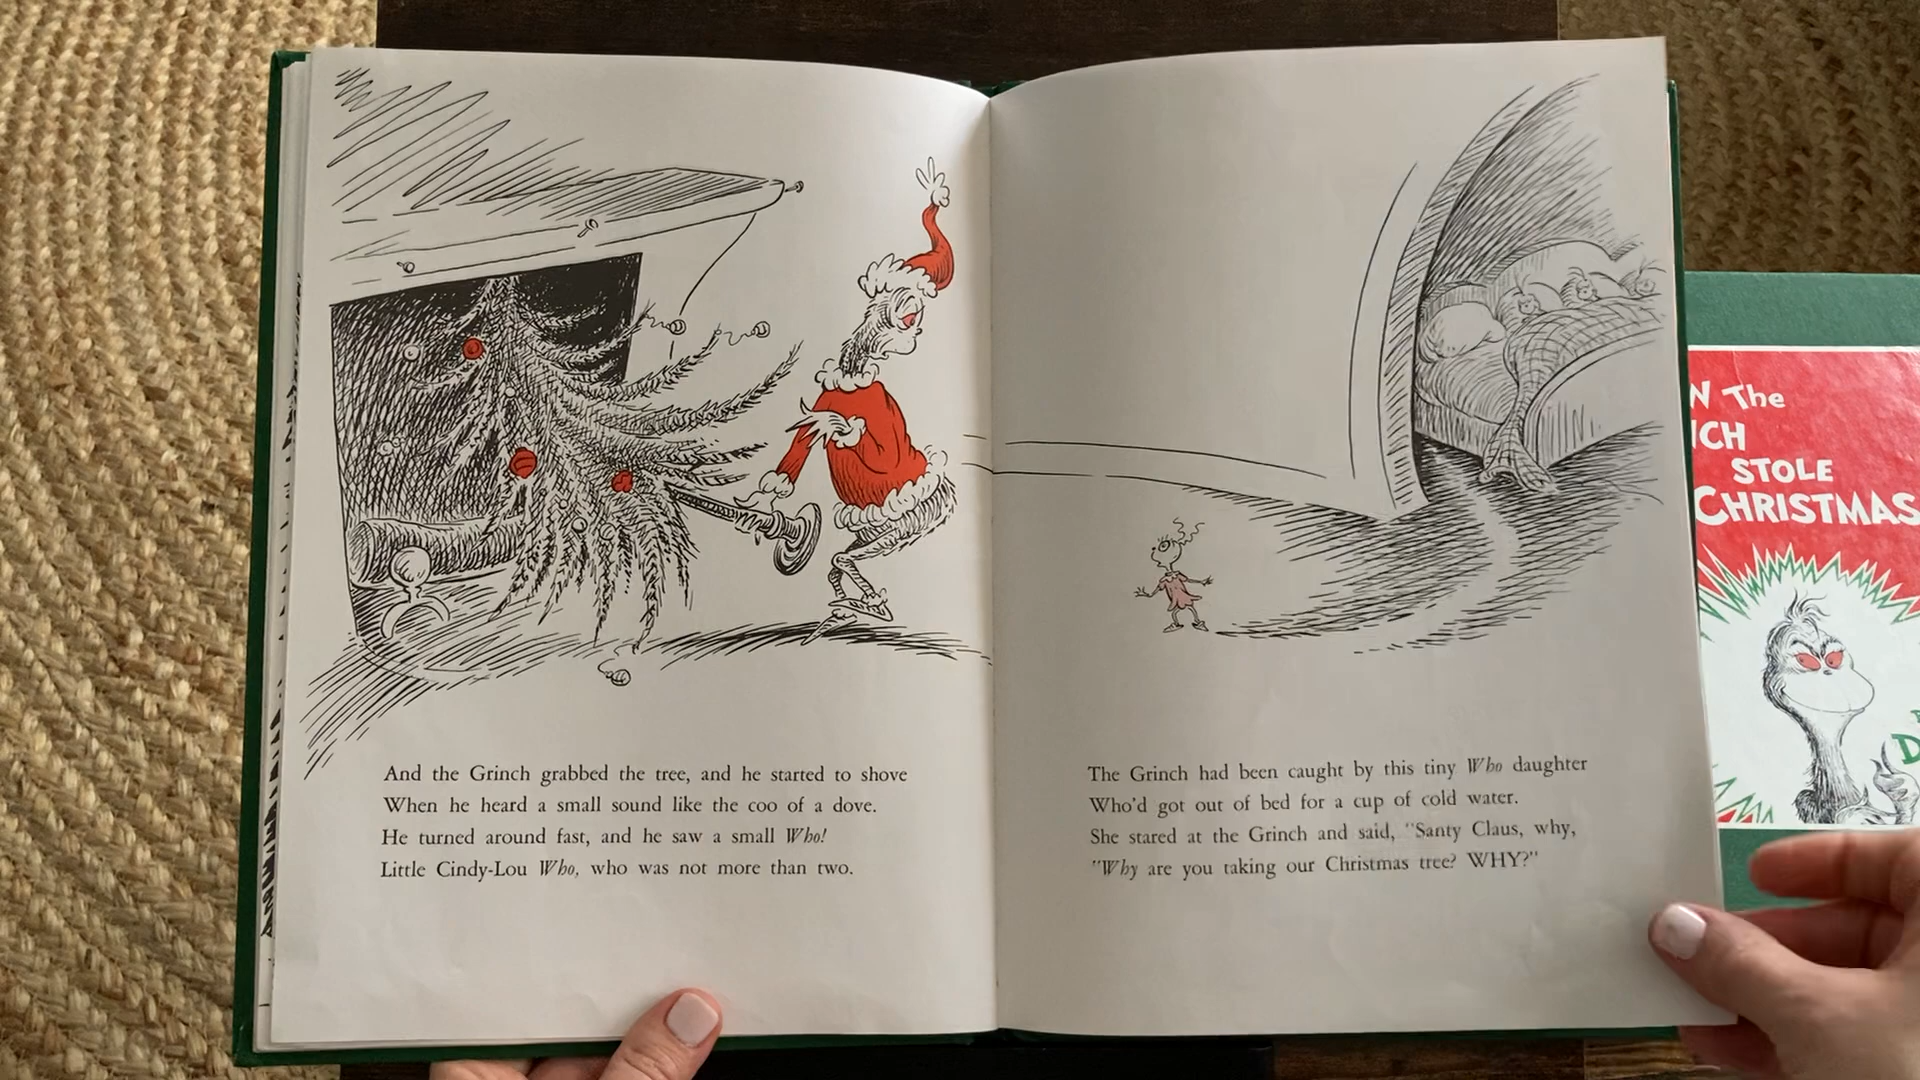 And the Grinch grabbed the tree, and he started to shove
When he heard a small sound like the coo of a dove.
He turned around fast, and he saw a small Who!
Little Cindy-Lou Who, who was not more than two.
The Grinch had been caught by this tiny Who daughter
Who'd got out of bed for a cup of cold water.
She stared at the Grinch and said, "Santy Claus, why,
"Why are you taking our Christmas tree? WHY?"
The
STOLE
CHRISTMAS